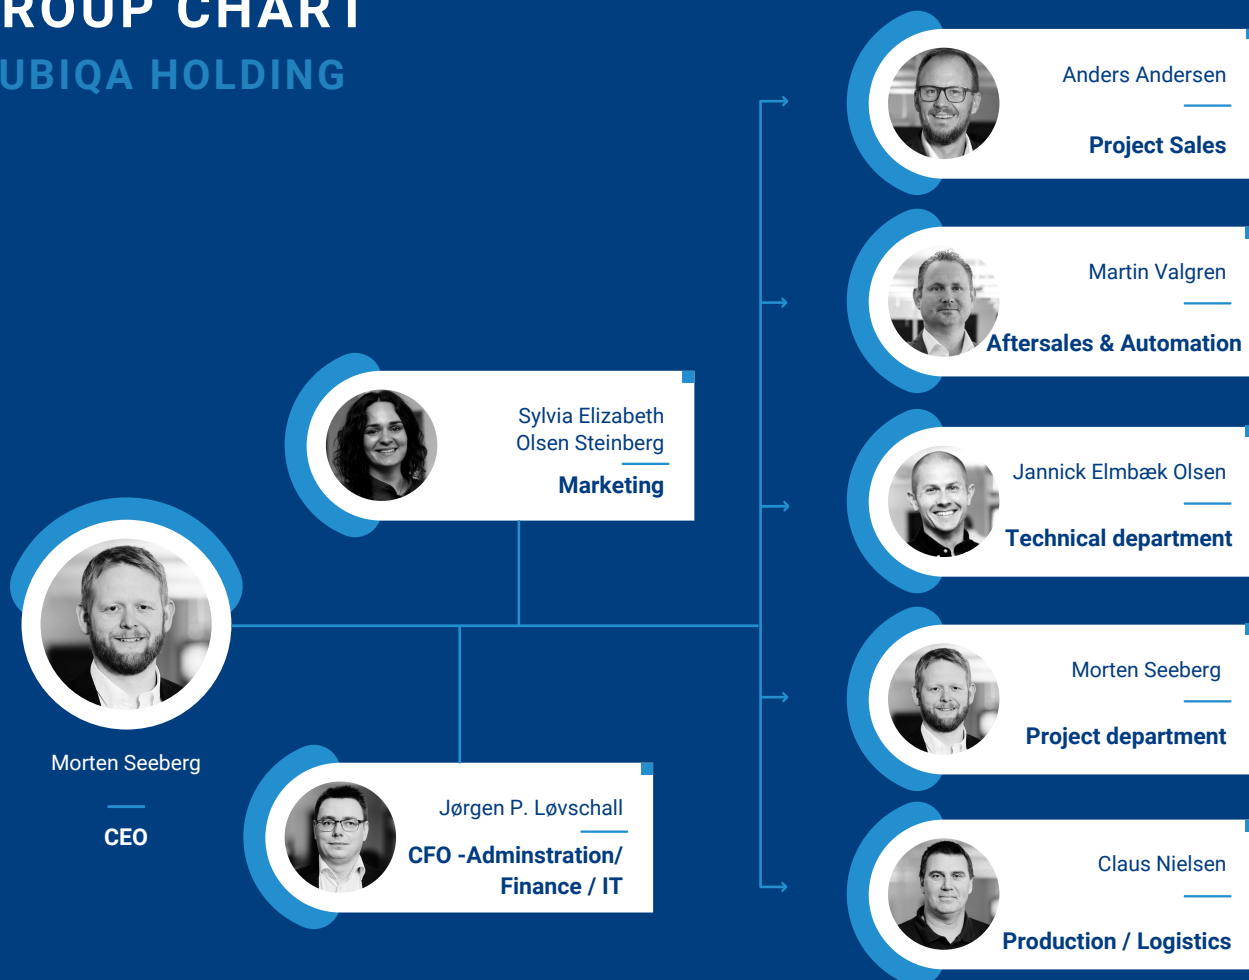 ROUP CHART
UBIQA HOLDING
Anders Andersen
Project Sales
Martin Valgren
Aftersales & Automation
Sylvia Elizabeth
Olsen Steinberg
Marketing
Jannick Elmbæk Olsen
Technical department
Morten Seeberg
CEO
Morten Seeberg
Project department
Jørgen P. Løvschall
CFO -Adminstration/
Finance / IT
Claus Nielsen
Production / Logistics